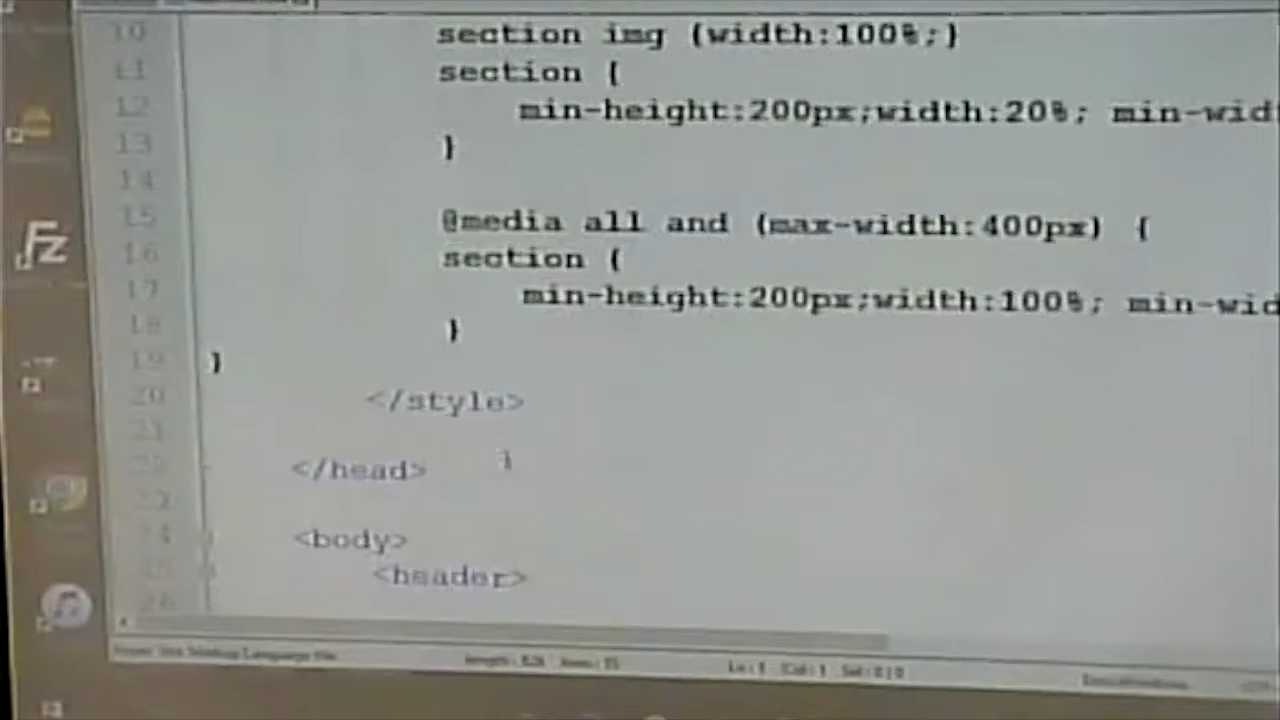 10 section img {width:100%;}
11 section {
12 min-height:200px;width:20%; min-wid
13 }
14
15 @media all and (max-width:400px) {
16 section {
17 min-height:200px;width:100%; min-wid
18 }
19 }
20 </style>
21
22 </head>
23
24 <body>
25 <header>
26
Fz